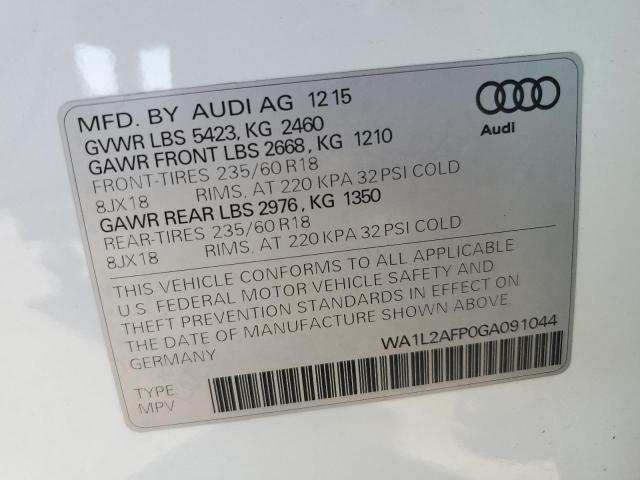 MFD. BY AUDI AG 12 15
GVWR LBS 5423, KG 2460
GAWR FRONT LBS 2668, KG 1210
FRONT-TIRES 235/60 R18
8JX18 RIMS, AT 220 KPA 32 PSI COLD
GAWR REAR LBS 2976, KG 1350
REAR-TIRES 235/60 R18
8JX18 RIMS, AT 220 KPA 32 PSI COLD
Audi
THIS VEHICLE CONFORMS TO ALL APPLICABLE
U.S. FEDERAL MOTOR VEHICLE SAFETY AND
THEFT PREVENTION STANDARDS IN EFFECT ON
DATE OF MANUFACTURE SHOWN ABOVE.
GERMANY
WA1L2AFP0GA091044
TYPE
MPV